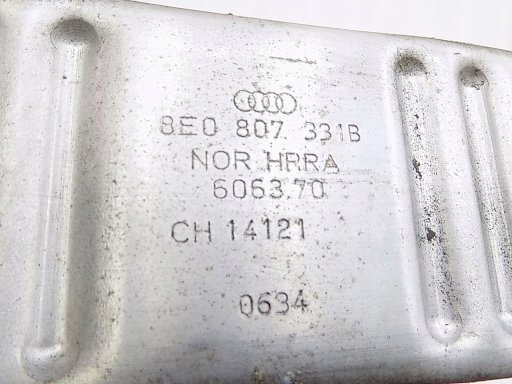 8E0 807 331B
NOR HRRA
6063.70
CH 14121
0634